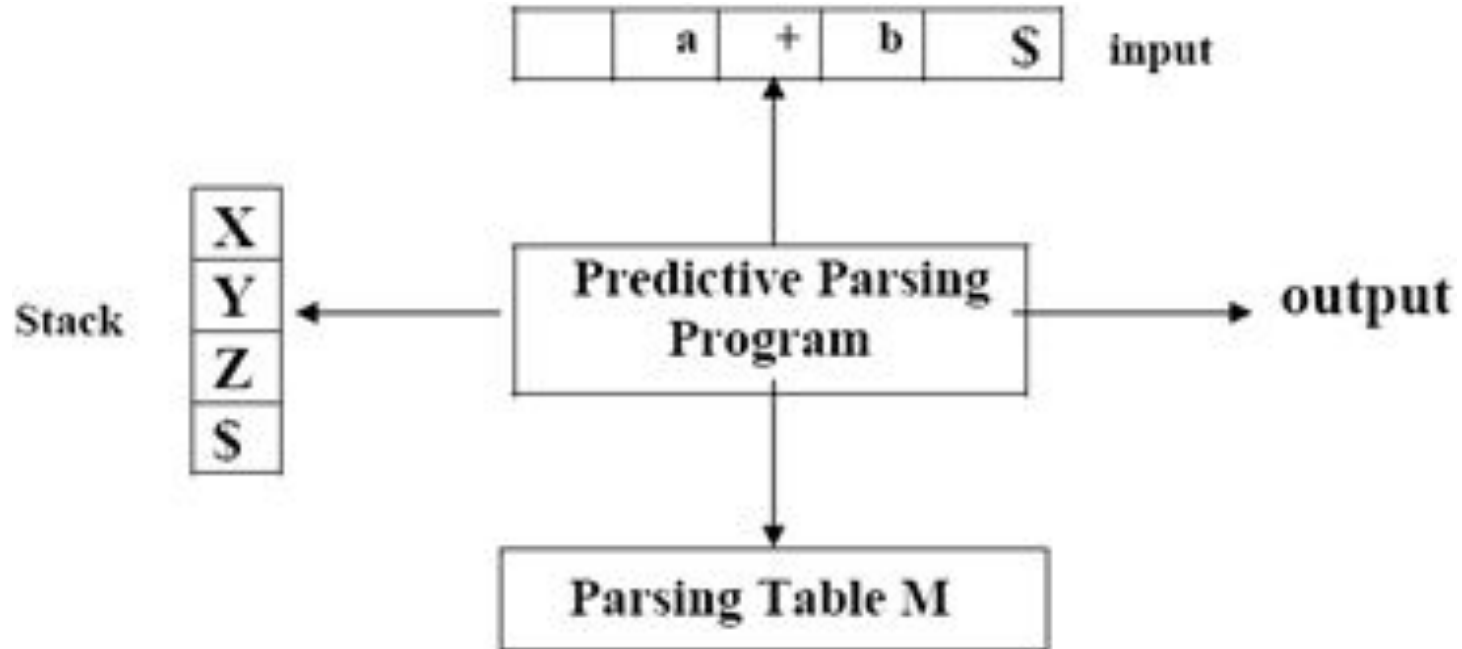 a + b $ input
X
Predictive Parsing
Program
output
Stack
Y
Z
$
Parsing Table M